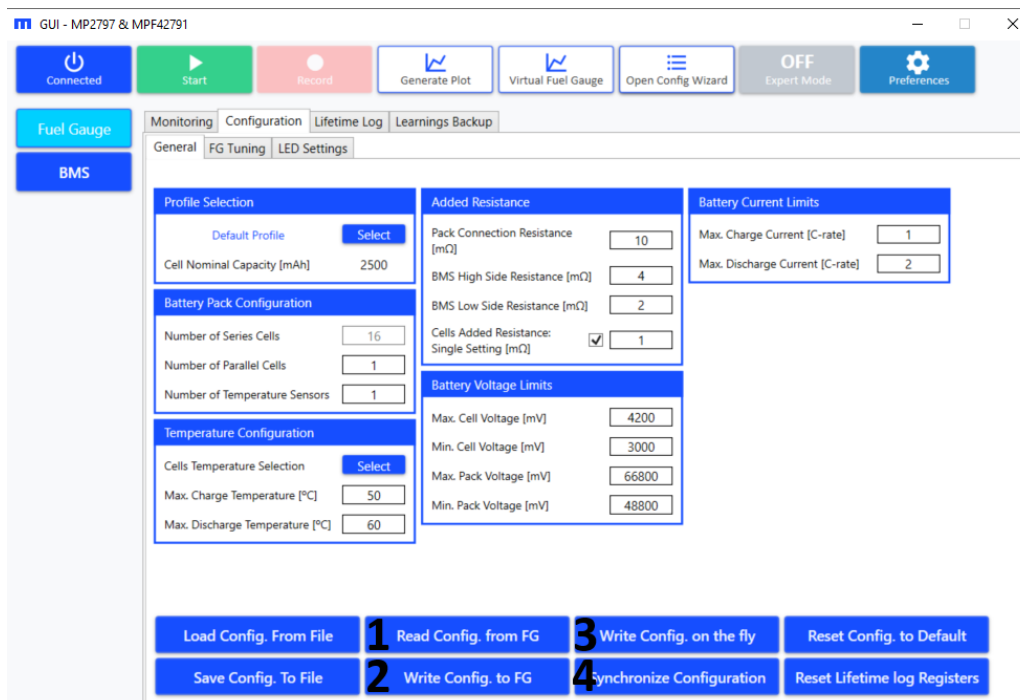 GUI - MP2797 & MPF42791
Connected
Start
Record
Generate Plot
Virtual Fuel Gauge
Open Config Wizard
OFF
Expert Mode
Preferences
Fuel Gauge
BMS
Monitoring Configuration Lifetime Log Learnings Backup
General FG Tuning LED Settings
Profile Selection
Default Profile Select
Cell Nominal Capacity [mAh] 2500
Battery Pack Configuration
Number of Series Cells 16
Number of Parallel Cells 1
Number of Temperature Sensors 1
Temperature Configuration
Cells Temperature Selection Select
Max. Charge Temperature [ºC] 50
Max. Discharge Temperature [ºC] 60
Added Resistance
Pack Connection Resistance
[mΩ] 10
BMS High Side Resistance [mΩ] 4
BMS Low Side Resistance [mΩ] 2
Cells Added Resistance:
Single Setting [mΩ] 1
Battery Voltage Limits
Max. Cell Voltage [mV] 4200
Min. Cell Voltage [mV] 3000
Max. Pack Voltage [mV] 66800
Min. Pack Voltage [mV] 48800
Battery Current Limits
Max. Charge Current [C-rate] 1
Max. Discharge Current [C-rate] 2
Load Config. From File 1 Read Config. from FG 3 Write Config. on the fly Reset Config. to Default
Save Config. To File 2 Write Config. to FG 4 Synchronize Configuration Reset Lifetime log Registers